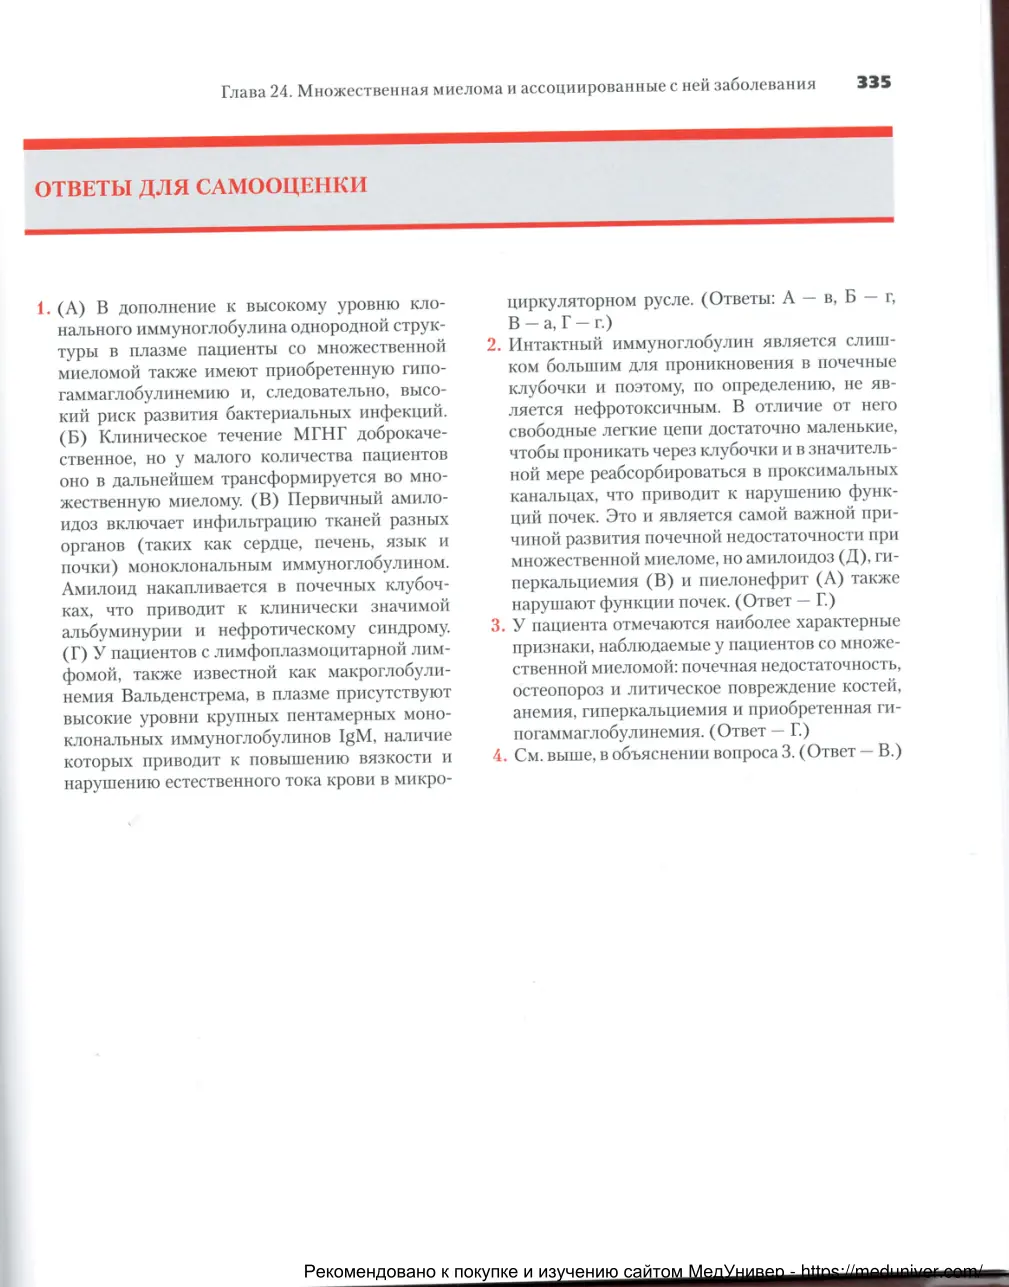 Глава 24. Множественная миелома и ассоциированные с ней заболевания 335
ОТВЕТЫ ДЛЯ САМООЦЕНКИ
1. (А) В дополнение к высокому уровню кло-
нального иммуноглобулина однородной струк-
туры в плазме пациенты со множественной
миеломой также имеют приобретенную гипо-
гаммаглобулинемию и, следовательно, высо-
кий риск развития бактериальных инфекций.
(Б) Клиническое течение МГНГ доброкаче-
ственное, но у малого количества пациентов
оно в дальнейшем трансформируется во мно-
жественную миелому. (В) Первичный амило-
идоз включает инфильтрацию тканей разных
органов (таких как сердце, печень, язык и
почки) моноклональным иммуноглобулином.
Амилоид накапливается в почечных клубоч-
ках, что приводит к клинически значимой
альбуминурии и нефротическому синдрому.
(Г) У пациентов с лимфоплазмоцитарной лим-
фомой, также известной как макроглобули-
немия Вальденстрема, в плазме присутствуют
высокие уровни крупных пентамерных моно-
клональных иммуноглобулинов IgM, наличие
которых приводит к повышению вязкости и
нарушению естественного тока крови в микро-
циркуляторном русле. (Ответы: А — в, Б — г,
В — а, Г — г.)
2. Интактный иммуноглобулин является слиш-
ком большим для проникновения в почечные
клубочки и поэтому, по определению, не яв-
ляется нефротоксичным. В отличие от него
свободные легкие цепи достаточно маленькие,
чтобы проникать через клубочки и в значитель-
ной мере реабсорбироваться в проксимальных
канальцах, что приводит к нарушению функ-
ций почек. Это и является самой важной при-
чиной развития почечной недостаточности при
множественной миеломе, но амилоидоз (Д), ги-
перкальциемия (В) и пиелонефрит (А) также
нарушают функции почек. (Ответ — Г.)
3. У пациента отмечаются наиболее характерные
признаки, наблюдаемые у пациентов со множе-
ственной миеломой: почечная недостаточность,
остеопороз и литическое повреждение костей,
анемия, гиперкальциемия и приобретенная ги-
погаммаглобулинемия. (Ответ — Г.)
4. См. выше, в объяснении вопроса 3. (Ответ — В.)
Рекомендовано к покупке и изучению сайтом МедУнивер - https://meduniver.com/